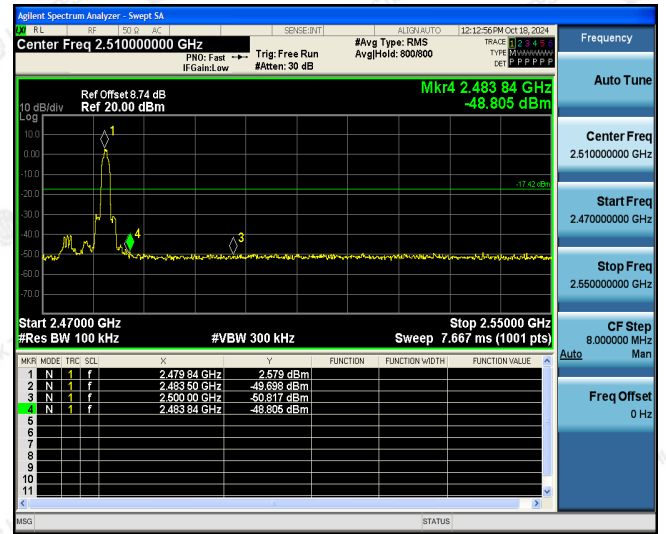 Agilent Spectrum Analyzer - Swept SA
LXI RL RF 50 Ω AC SENSE:INT ALIGNAUTO 12:12:56 PM Oct 18, 2024
Center Freq 2.510000000 GHz #Avg Type: RMS TRACE 1 2 3 4 5 6
PNO: Fast Trig: Free Run Avg|Hold: 800/800 TYPE MWWWWW
IFGain:Low #Atten: 30 dB DET P P P P P P
Mkr4 2.483 84 GHz
Ref Offset 8.74 dB
10 dB/div Ref 20.00 dBm -48.805 dBm
Log
10.0
1
0.00
-10.0
-17.42 dBm
-20.0
-30.0
-40.0
4 3
-50.0
-60.0
-70.0
Start 2.47000 GHz Stop 2.55000 GHz
#Res BW 100 kHz #VBW 300 kHz Sweep 7.667 ms (1001 pts)
MKR MODE TRC SCL X Y FUNCTION FUNCTION WIDTH FUNCTION VALUE
1 N 1 f 2.479 84 GHz 2.579 dBm
2 N 1 f 2.483 50 GHz -49.698 dBm
3 N 1 f 2.500 00 GHz -50.817 dBm
4 N 1 f 2.483 84 GHz -48.805 dBm
5
6
7
8
9
10
11
MSG STATUS
Frequency
Auto Tune
Center Freq
2.510000000 GHz
Start Freq
2.470000000 GHz
Stop Freq
2.550000000 GHz
CF Step
8.000000 MHz
Auto Man
Freq Offset
0 Hz